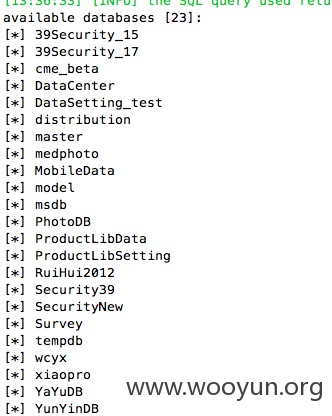 [13:36:33] [INFO] the SQL query used retu
available databases [23]:
[*] 39Security_15
[*] 39Security_17
[*] cme_beta
[*] DataCenter
[*] DataSetting_test
[*] distribution
[*] master
[*] medphoto
[*] MobileData
[*] model
[*] msdb
[*] PhotoDB
[*] ProductLibData
[*] ProductLibSetting
[*] RuiHui2012
[*] Security39
[*] SecurityNew
[*] Survey
[*] tempdb
[*] wcyx
[*] xiaopro
[*] YaYuDB
[*] YunYinDB
www.wooyun.org